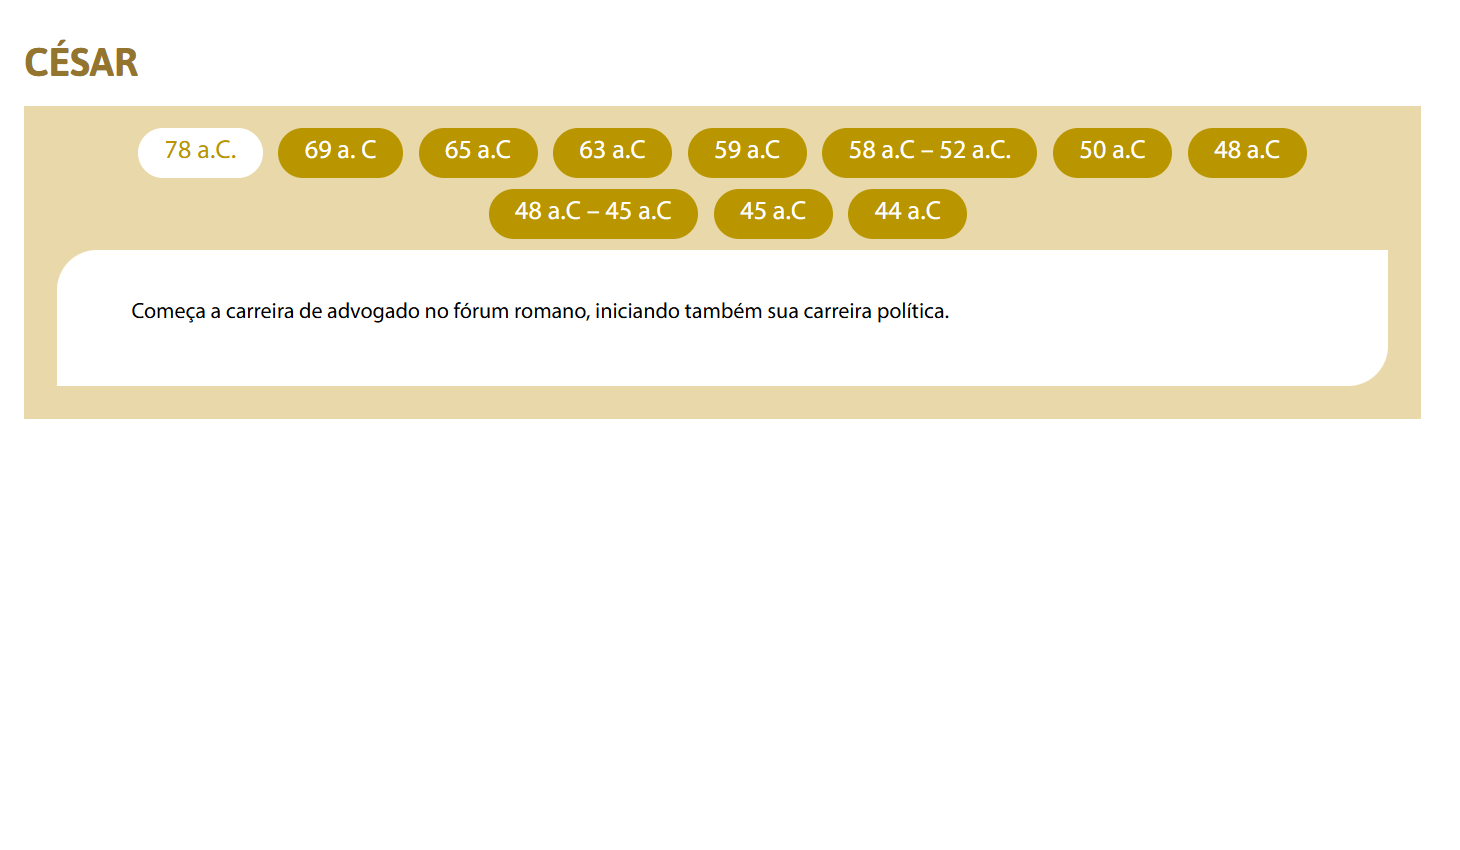 CÉSAR
78 a.C. 69 a. C 65 a.C 63 a.C 59 a.C 58 a.C – 52 a.C. 50 a.C 48 a.C
48 a.C – 45 a.C 45 a.C 44 a.C
Começa a carreira de advogado no fórum romano, iniciando também sua carreira política.